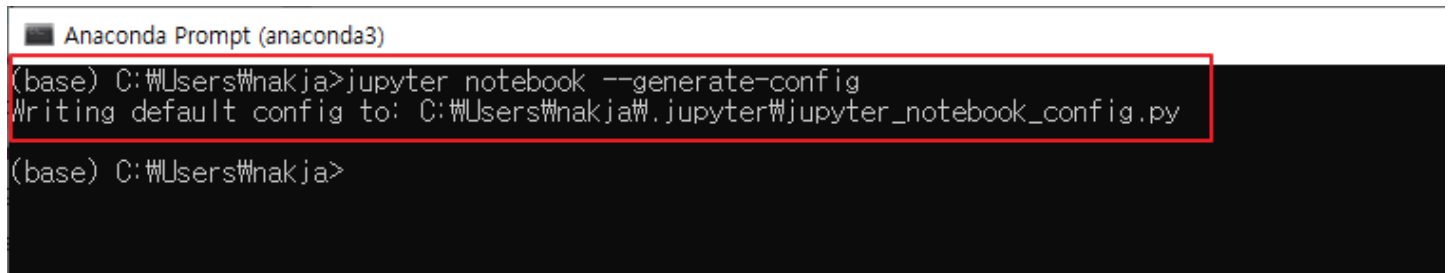 Anaconda Prompt (anaconda3)
(base) C:₩Users₩nakja>jupyter notebook --generate-config
Writing default config to: C:₩Users₩nakja₩.jupyter₩jupyter_notebook_config.py
(base) C:₩Users₩nakja>